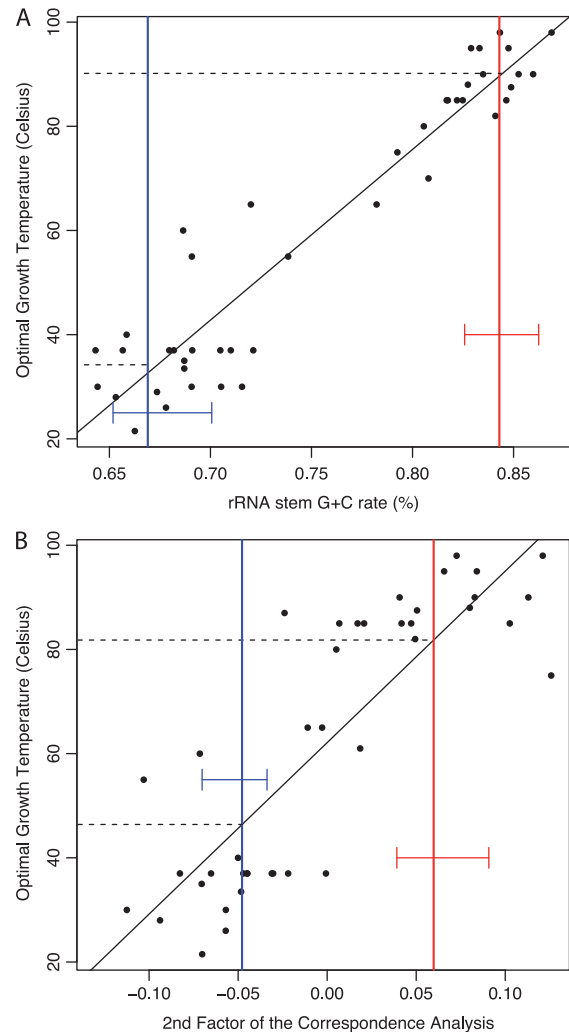 A
100
80
60
40
20
Optimal Growth Temperature (Celsius)
0.65 0.70 0.75 0.80 0.85
rRNA stem G+C rate (%)
B
100
80
60
40
20
Optimal Growth Temperature (Celsius)
−0.10 −0.05 0.00 0.05 0.10
2nd Factor of the Correspondence Analysis